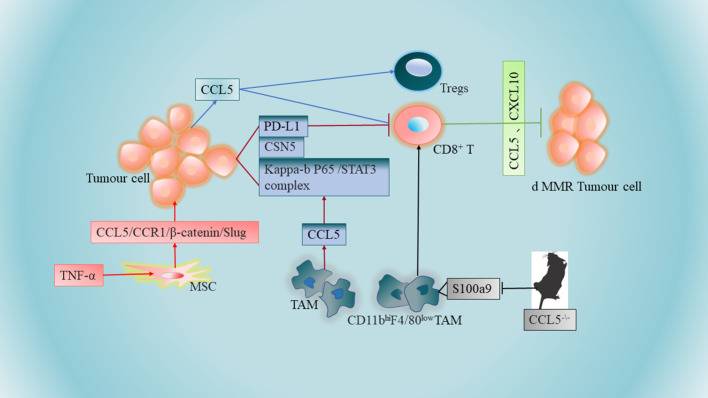 CCL5
Tregs
PD-L1
CSN5
Kappa-b P65 /STAT3
complex
CD8⁺ T
CCL5、CXCL10
d MMR Tumour cell
Tumour cell
CCL5/CCR1/β-catenin/Slug
TNF-α
MSC
CCL5
TAM
S100a9
CD11bʰⁱF4/80ˡᵒʷTAM
CCL5⁻/⁻